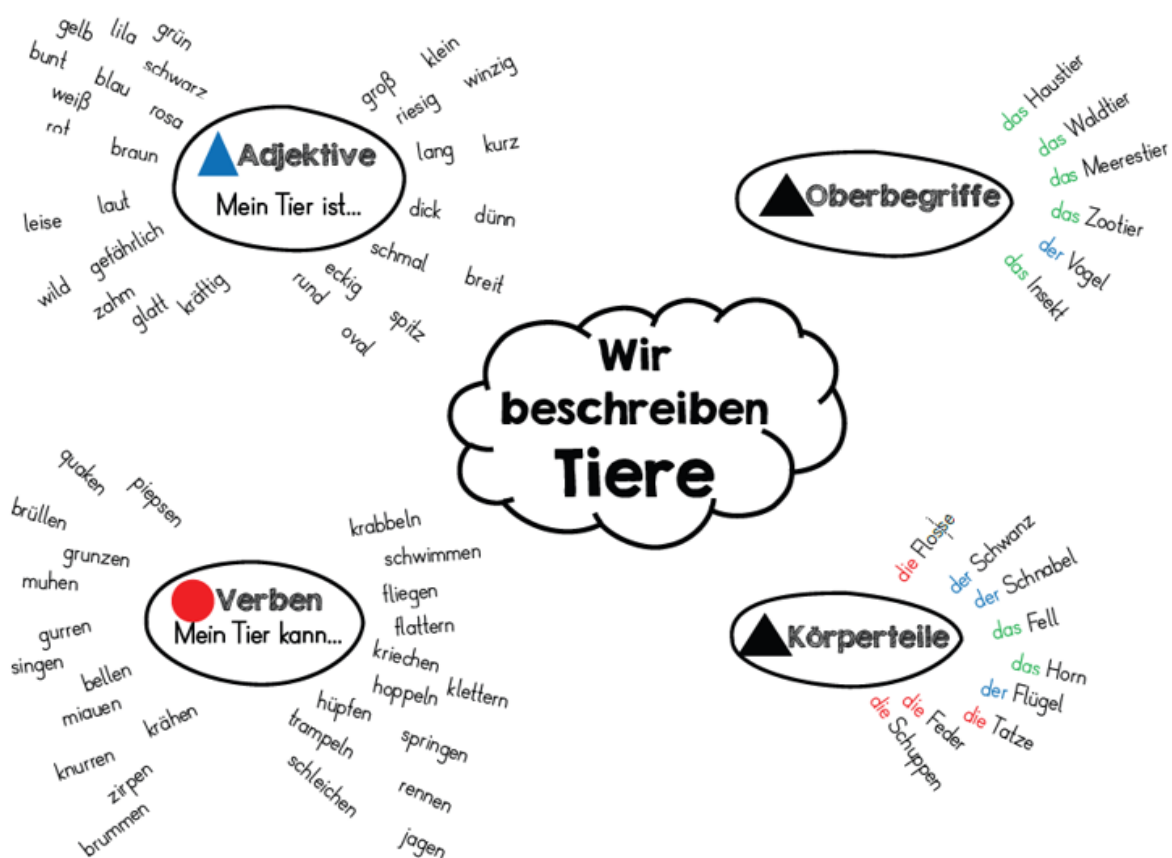 gelb
lila
grün
bunt
blau
schwarz
weiß
rosa
rot
braun
leise
laut
gefährlich
wild
zahm
glatt
kräftig
Adjektive
Mein Tier ist...
groß
klein
riesig
winzig
lang
kurz
dick
dünn
schmal
breit
eckig
rund
spitz
oval
Oberbegriffe
das Haustier
das Waldtier
das Meerestier
das Zootier
der Vogel
das Insekt
Wir
beschreiben
Tiere
quaken
piepsen
brüllen
grunzen
muhen
gurren
singen
bellen
miauen
krähen
knurren
zirpen
brummen
Verben
Mein Tier kann...
krabbeln
schwimmen
fliegen
flattern
kriechen
hoppeln
klettern
hüpfen
trampeln
springen
schleichen
rennen
jagen
Körperteile
die Flosse
der Schwanz
der Schnabel
das Fell
das Horn
der Flügel
die Tatze
die Feder
die Schuppen